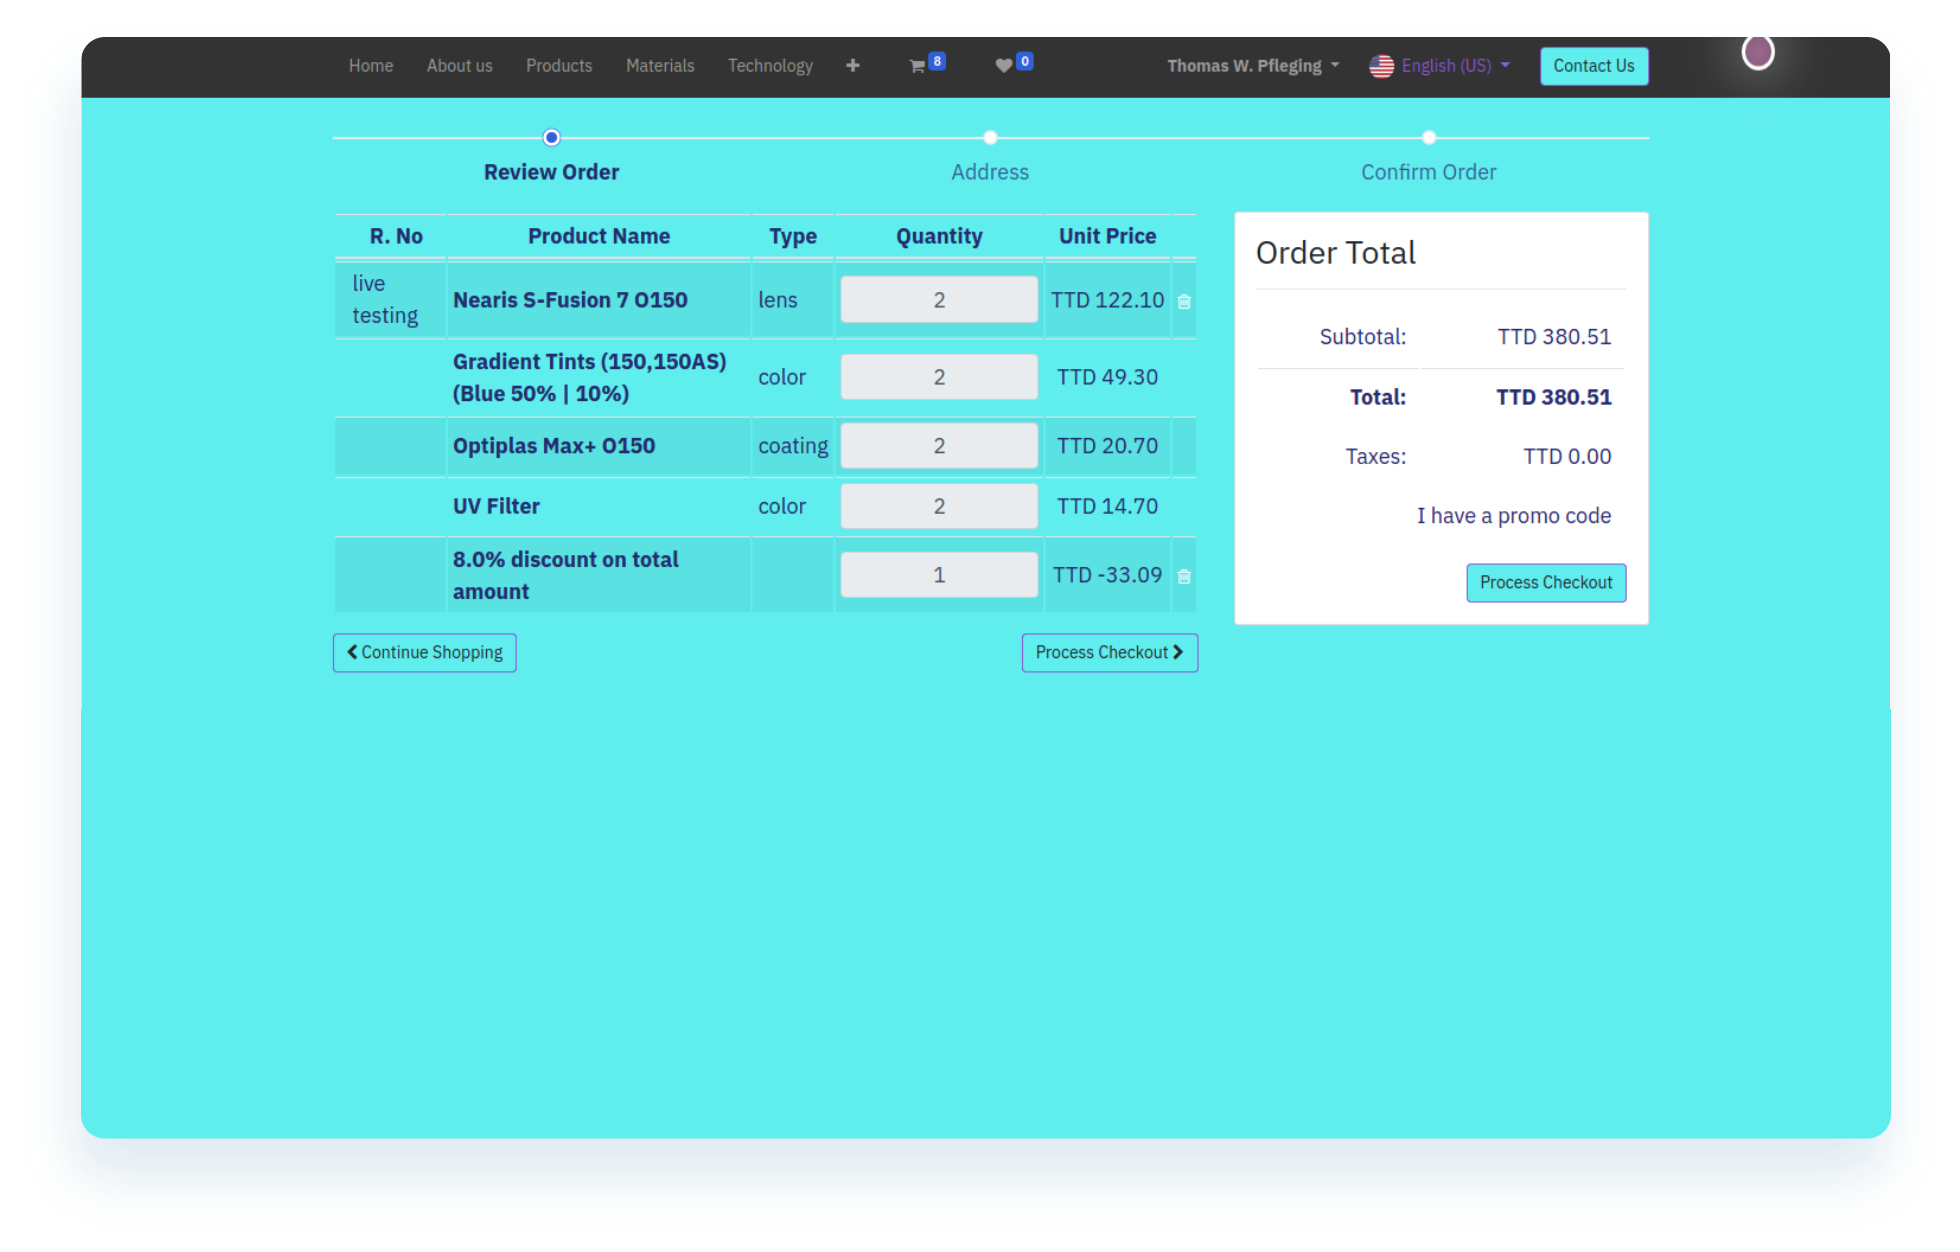 Home About us Products Materials Technology 8 0 Thomas W. Pfleging English (US) Contact Us
Review Order Address Confirm Order
R. No Product Name Type Quantity Unit Price
live
testing
Nearis S-Fusion 7 O150 lens 2 TTD 122.10
Gradient Tints (150,150AS)
(Blue 50% | 10%)
color 2 TTD 49.30
Optiplas Max+ O150 coating 2 TTD 20.70
UV Filter color 2 TTD 14.70
8.0% discount on total
amount
1 TTD -33.09
Continue Shopping Process Checkout
Order Total
Subtotal: TTD 380.51
Total: TTD 380.51
Taxes: TTD 0.00
I have a promo code
Process Checkout